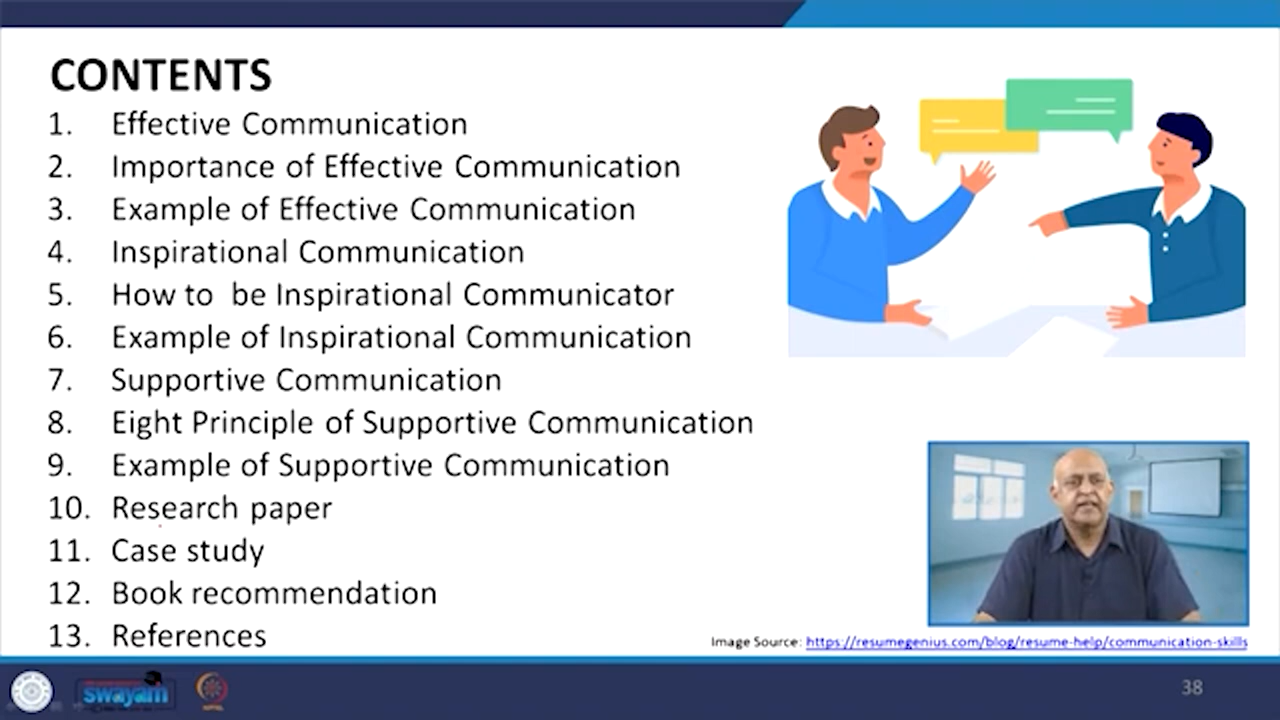 CONTENTS
1. Effective Communication
2. Importance of Effective Communication
3. Example of Effective Communication
4. Inspirational Communication
5. How to  be Inspirational Communicator
6. Example of Inspirational Communication
7. Supportive Communication
8. Eight Principle of Supportive Communication
9. Example of Supportive Communication
10. Research paper
11. Case study
12. Book recommendation
13. References
Image Source: https://resumegenius.com/blog/resume-help/communication-skills
swayam
38